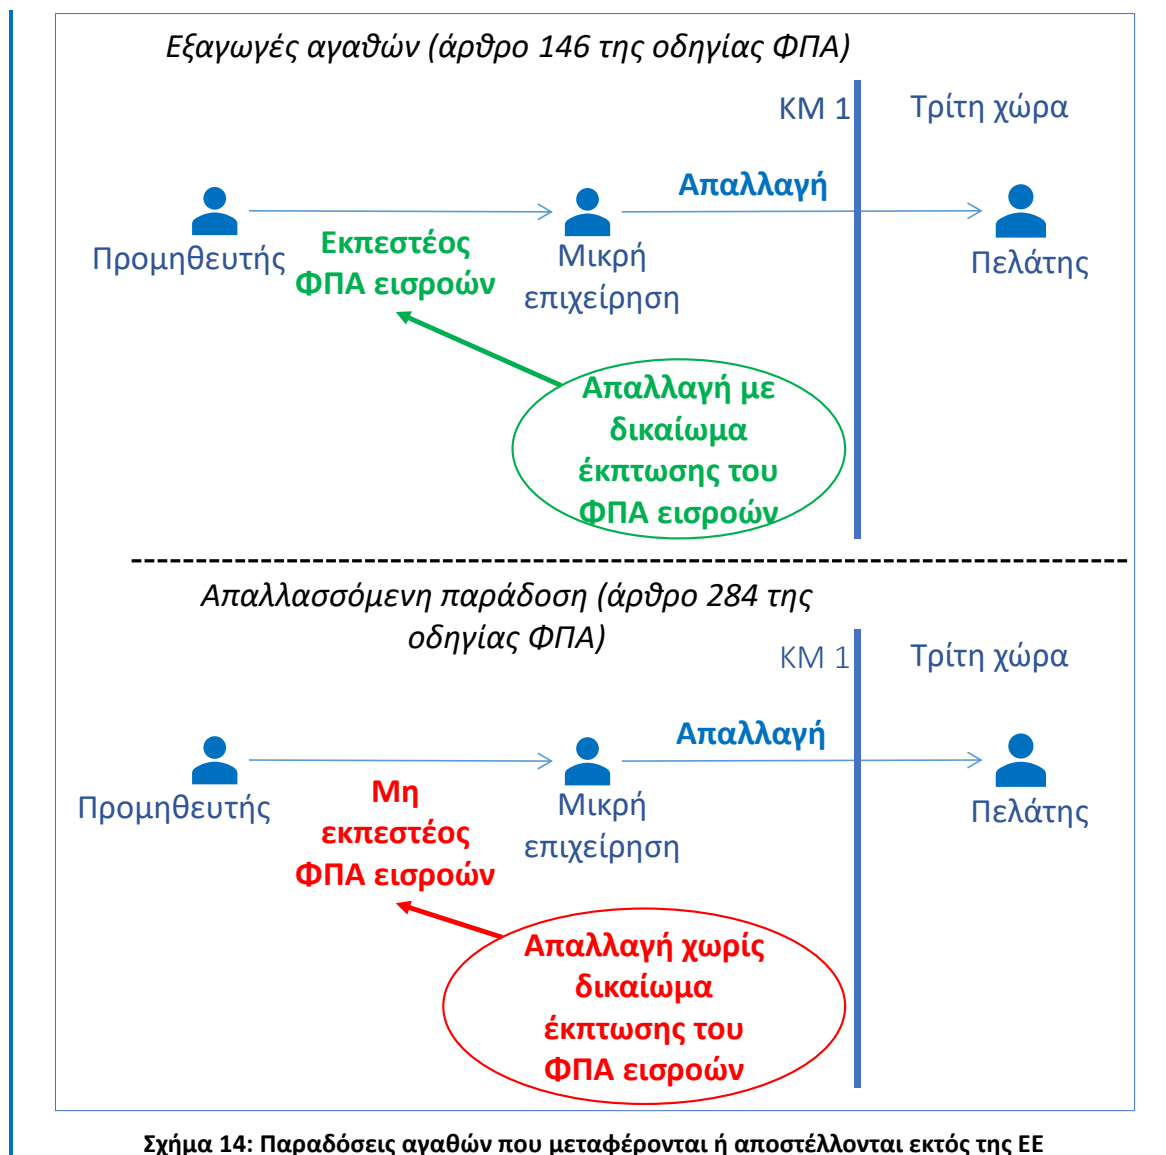 Εξαγωγές αγαθών (άρθρο 146 της οδηγίας ΦΠΑ)
ΚΜ 1
Τρίτη χώρα
Απαλλαγή
Προμηθευτής
Εκπεστέος
ΦΠΑ εισροών
Μικρή
επιχείρηση
Πελάτης
Απαλλαγή με
δικαίωμα
έκπτωσης του
ΦΠΑ εισροών
Απαλλασσόμενη παράδοση (άρθρο 284 της
οδηγίας ΦΠΑ)
ΚΜ 1
Τρίτη χώρα
Απαλλαγή
Προμηθευτής
Μη
εκπεστέος
ΦΠΑ εισροών
Μικρή
επιχείρηση
Πελάτης
Απαλλαγή χωρίς
δικαίωμα
έκπτωσης του
ΦΠΑ εισροών
Σχήμα 14: Παραδόσεις αγαθών που μεταφέρονται ή αποστέλλονται εκτός της ΕΕ